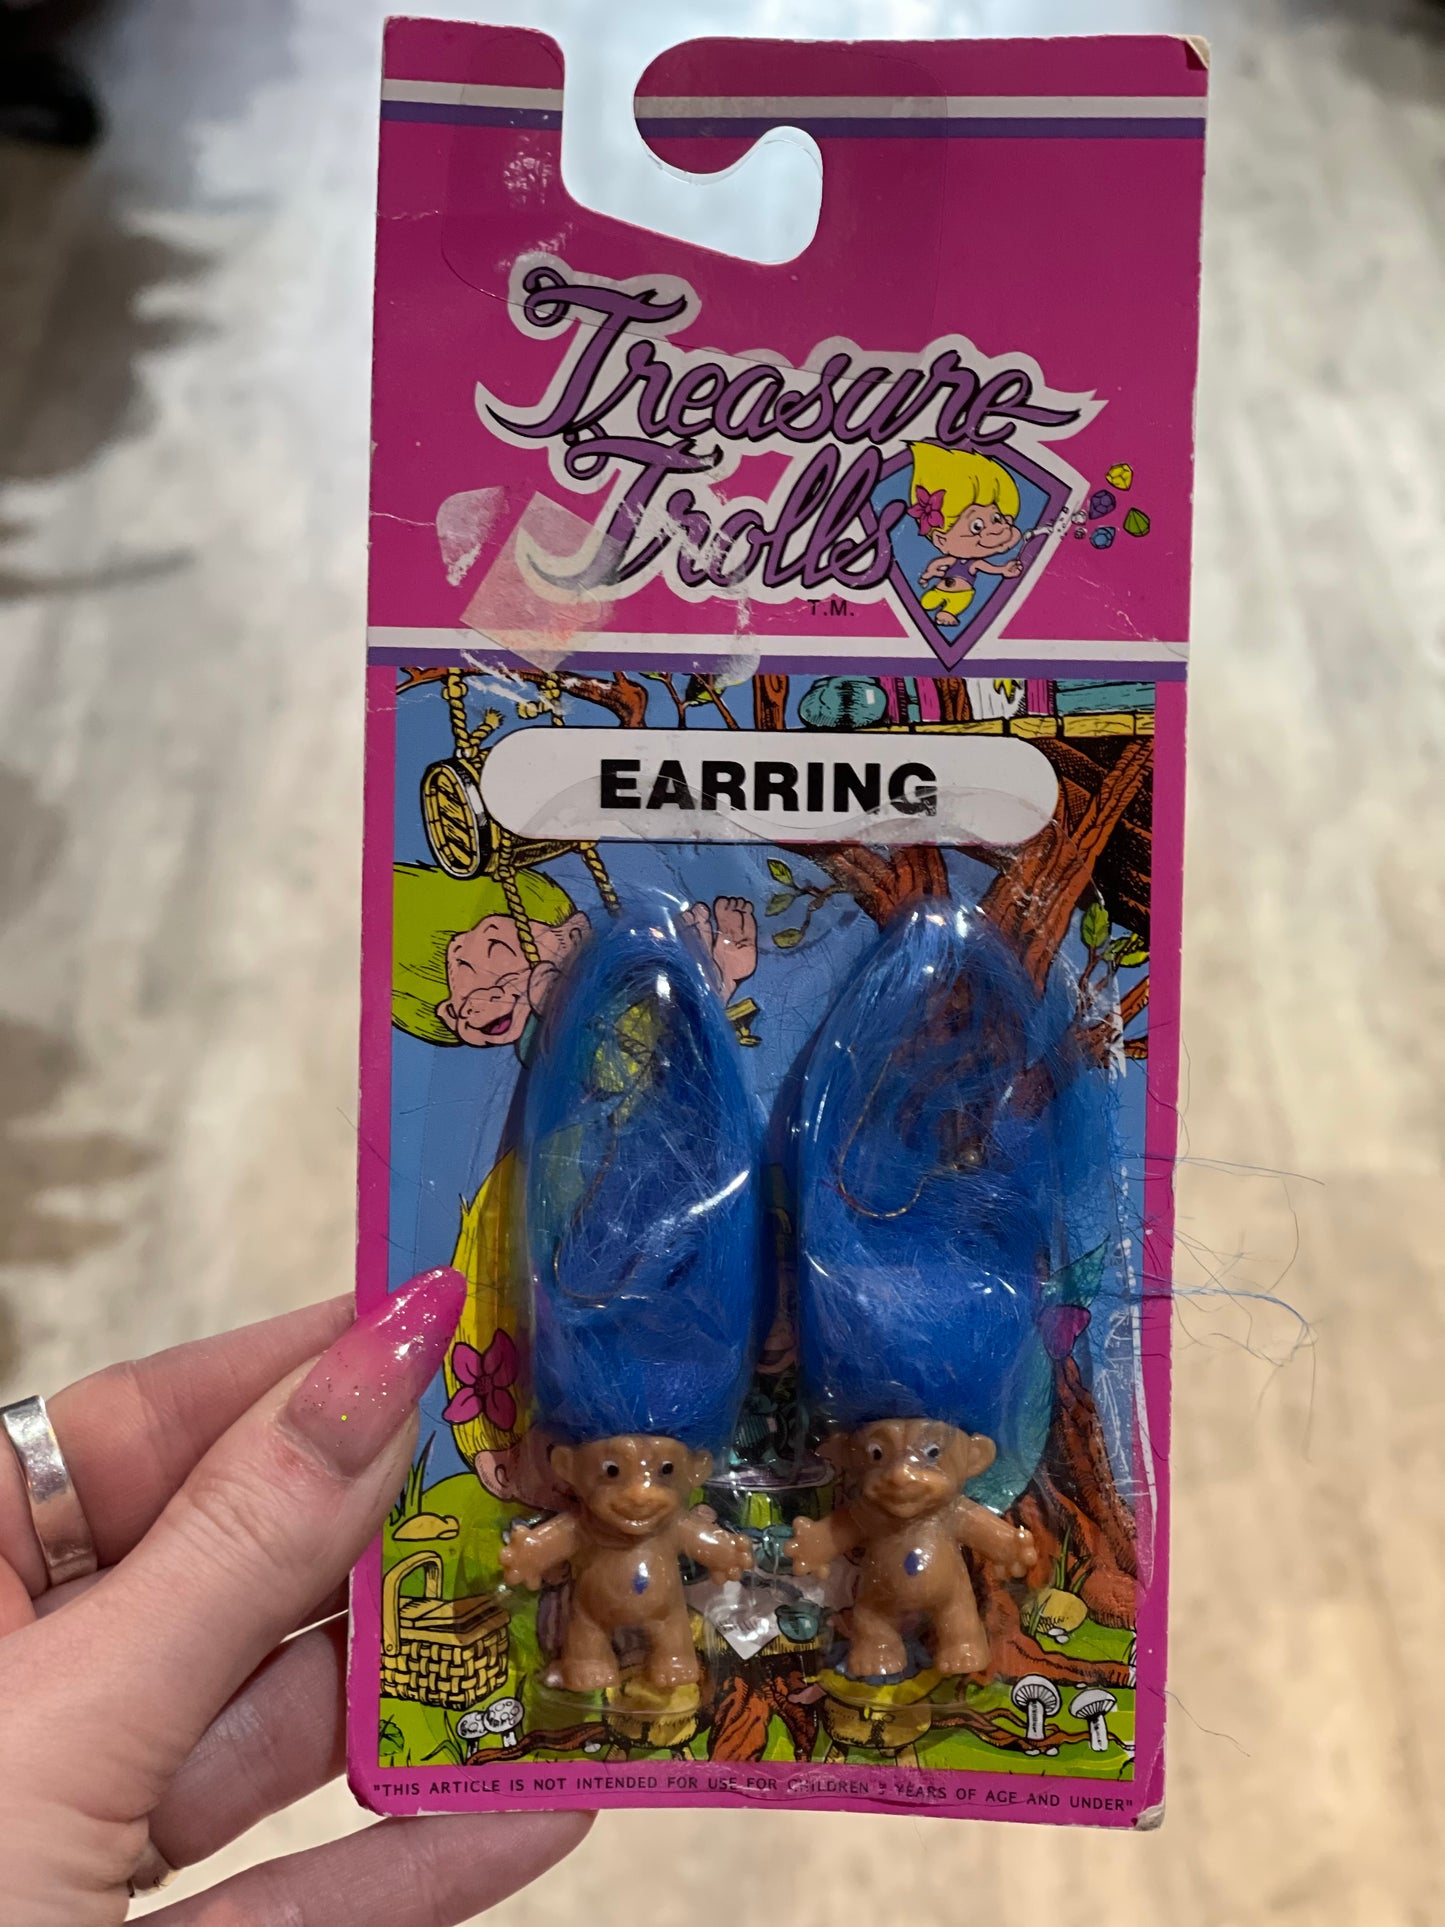 Treasure
Trolls
T.M.
EARRING
"THIS ARTICLE IS NOT INTENDED FOR USE FOR CHILDREN YEARS OF AGE AND UNDER"